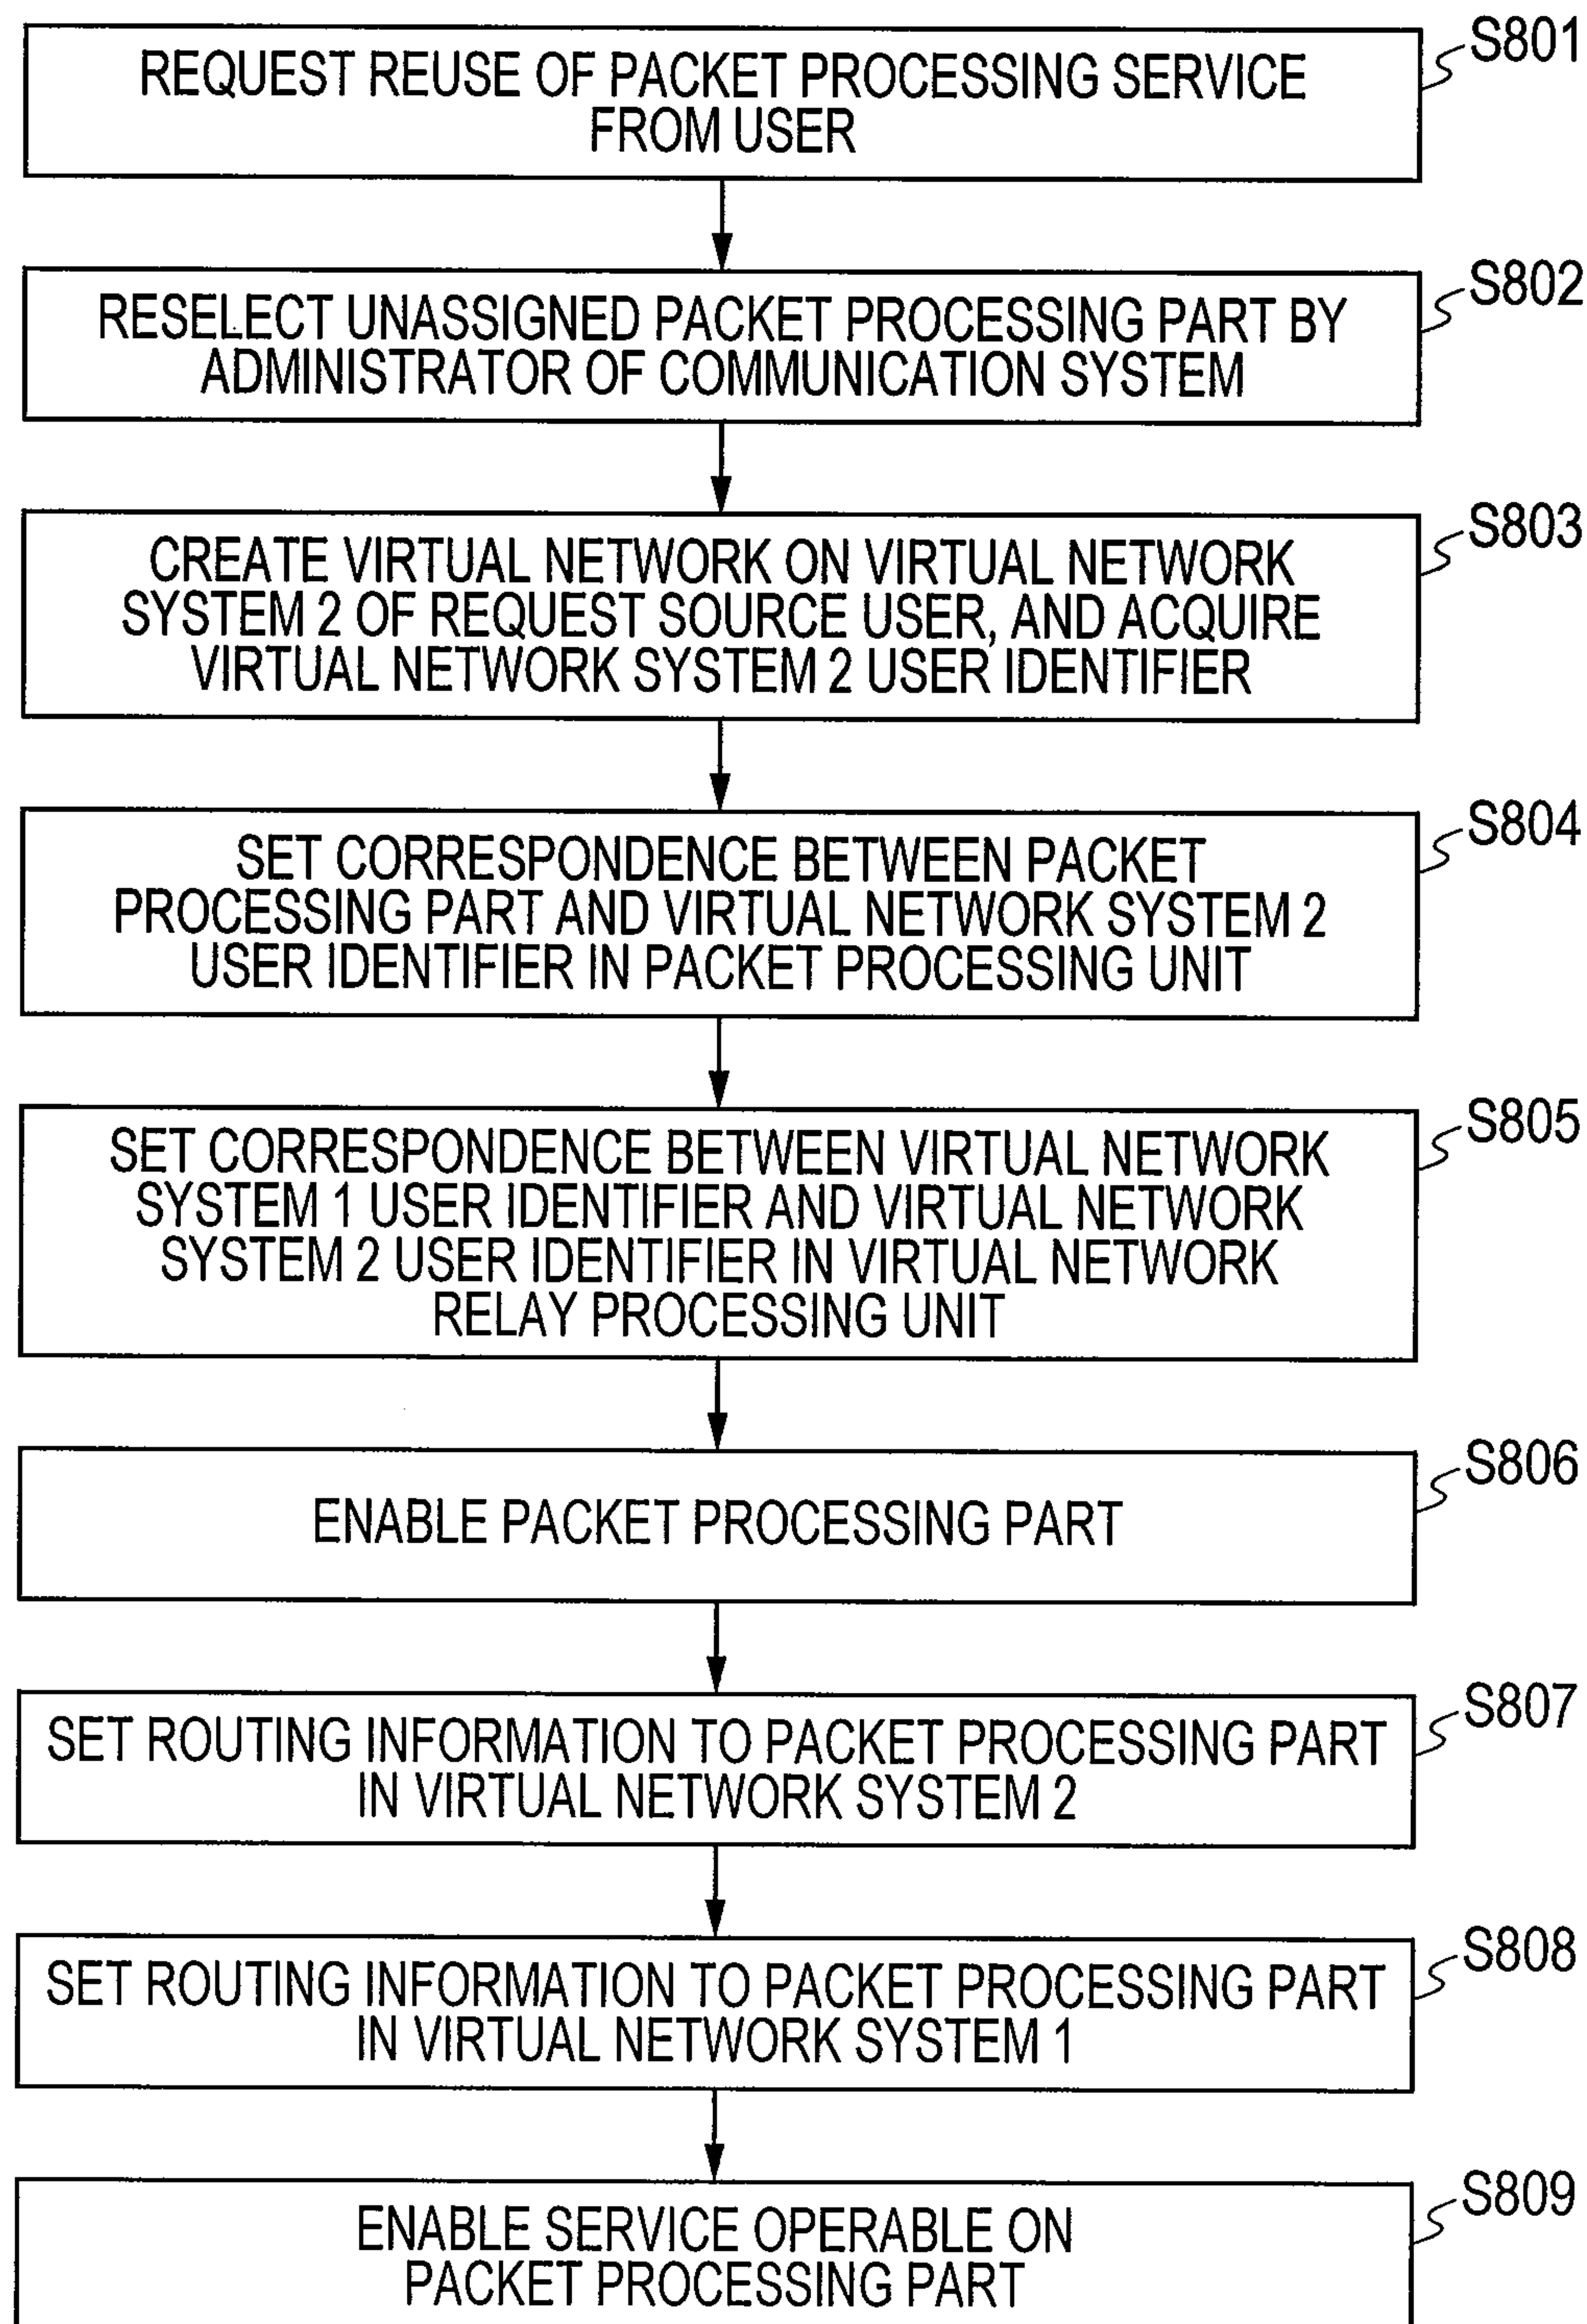 S801
REQUEST REUSE OF PACKET PROCESSING SERVICE
FROM USER
S802
RESELECT UNASSIGNED PACKET PROCESSING PART BY
ADMINISTRATOR OF COMMUNICATION SYSTEM
S803
CREATE VIRTUAL NETWORK ON VIRTUAL NETWORK
SYSTEM 2 OF REQUEST SOURCE USER, AND ACQUIRE
VIRTUAL NETWORK SYSTEM 2 USER IDENTIFIER
S804
SET CORRESPONDENCE BETWEEN PACKET
PROCESSING PART AND VIRTUAL NETWORK SYSTEM 2
USER IDENTIFIER IN PACKET PROCESSING UNIT
S805
SET CORRESPONDENCE BETWEEN VIRTUAL NETWORK
SYSTEM 1 USER IDENTIFIER AND VIRTUAL NETWORK
SYSTEM 2 USER IDENTIFIER IN VIRTUAL NETWORK
RELAY PROCESSING UNIT
S806
ENABLE PACKET PROCESSING PART
S807
SET ROUTING INFORMATION TO PACKET PROCESSING PART
IN VIRTUAL NETWORK SYSTEM 2
S808
SET ROUTING INFORMATION TO PACKET PROCESSING PART
IN VIRTUAL NETWORK SYSTEM 1
S809
ENABLE SERVICE OPERABLE ON
PACKET PROCESSING PART